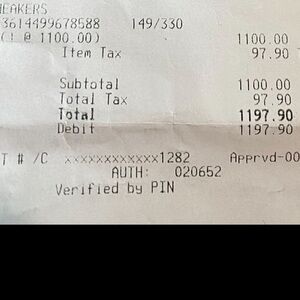 NEAKERS
3614499678588 149/330
(1 @ 1100.00) 1100.00
Item Tax 97.90
Subtotal 1100.00
Total Tax 97.90
Total 1197.90
Debit 1197.90
T # /C xxxxxxxxxxxx1282 Apprvd-00
AUTH: 020652
Verified by PIN